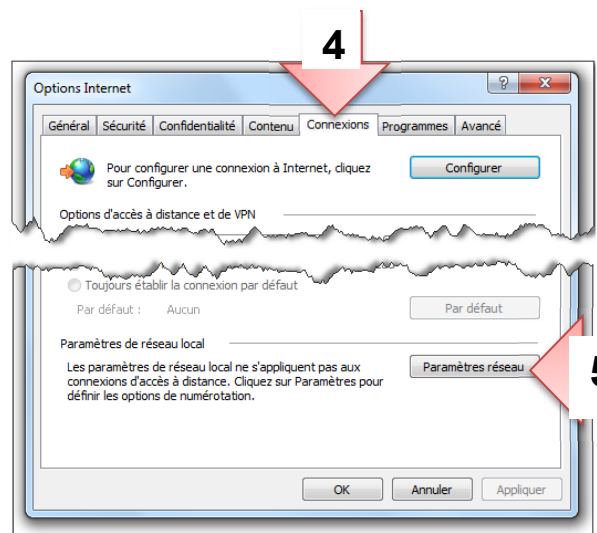 4
Options Internet
Général Sécurité Confidentialité Contenu Connexions Programmes Avancé
Pour configurer une connexion à Internet, cliquez
sur Configurer.
Configurer
Options d'accès à distance et de VPN
Toujours établir la connexion par défaut
Par défaut : Aucun
Par défaut
Paramètres de réseau local
Les paramètres de réseau local ne s'appliquent pas aux
connexions d'accès à distance. Cliquez sur Paramètres pour
définir les options de numérotation.
Paramètres réseau
5
OK Annuler Appliquer